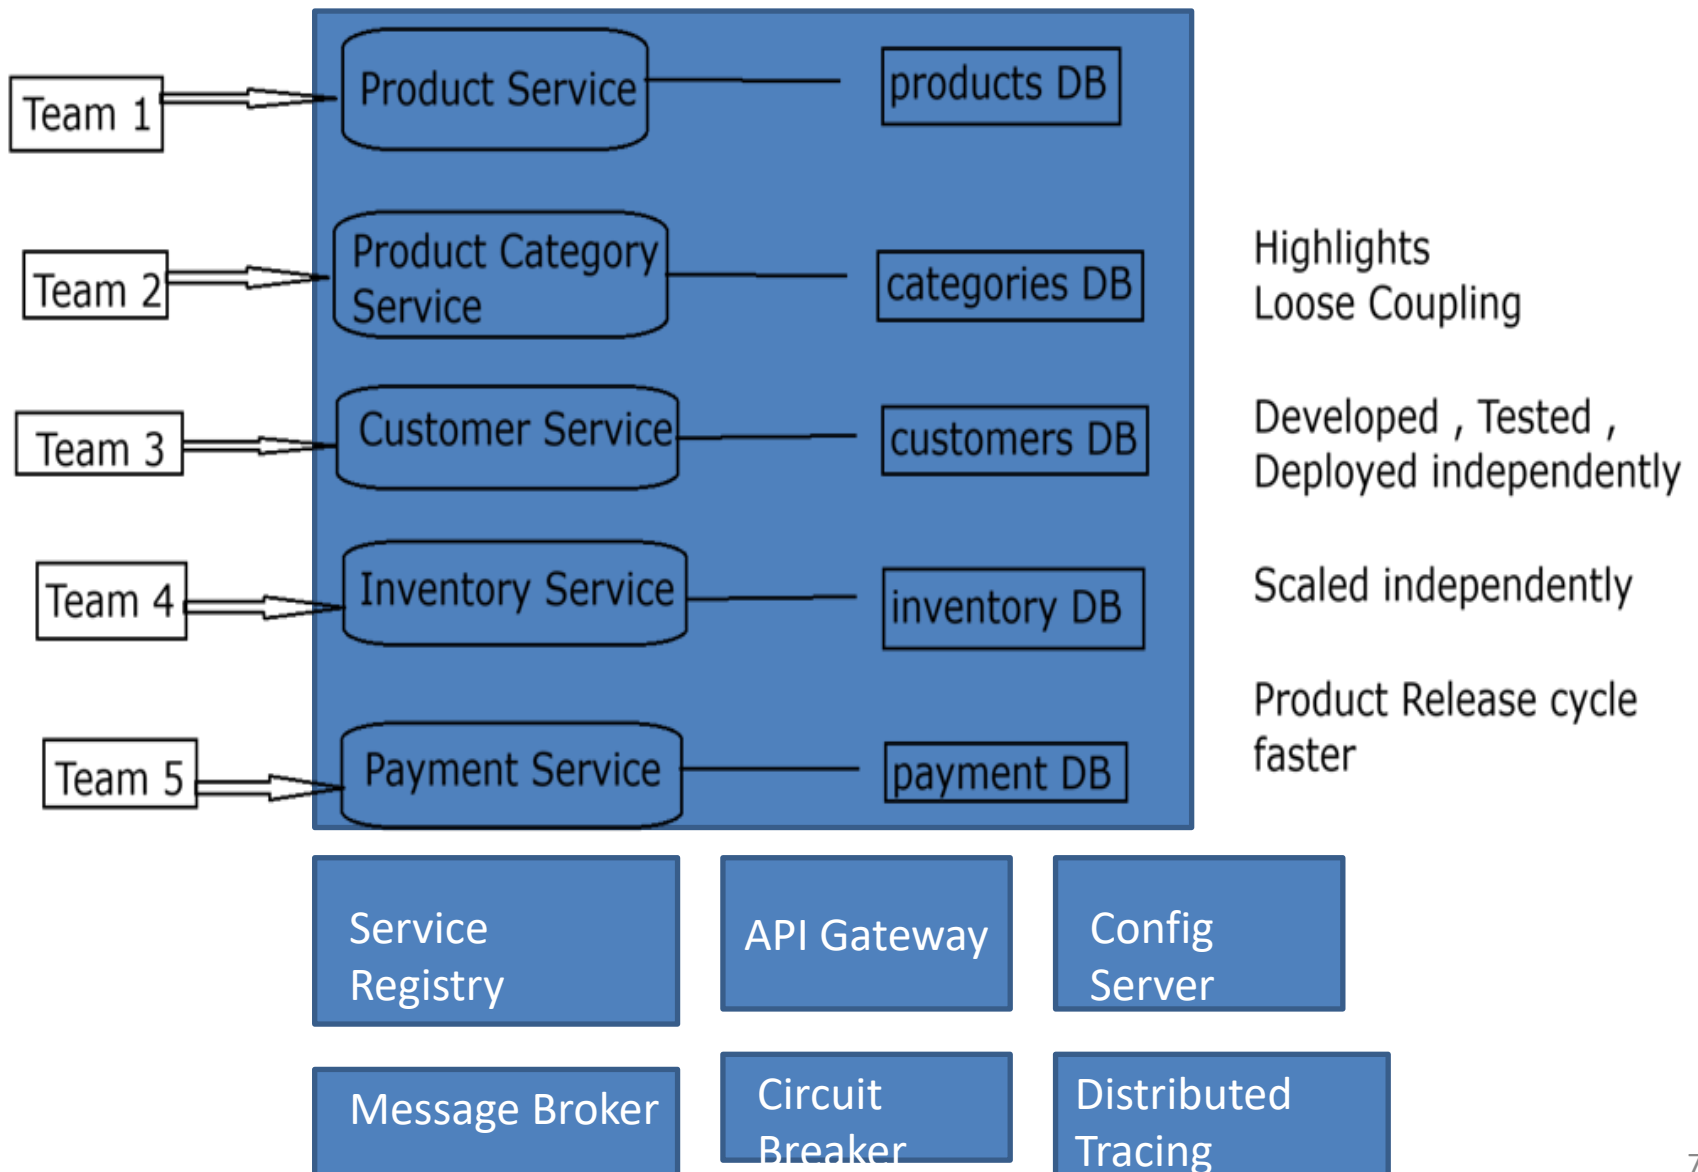 Team 1
Product Service
products DB
Team 2
Product Category
Service
categories DB
Team 3
Customer Service
customers DB
Team 4
Inventory Service
inventory DB
Team 5
Payment Service
payment DB
Highlights
Loose Coupling
Developed , Tested ,
Deployed independently
Scaled independently
Product Release cycle
faster
Service
Registry
API Gateway
Config
Server
Message Broker
Circuit
Breaker
Distributed
Tracing
7